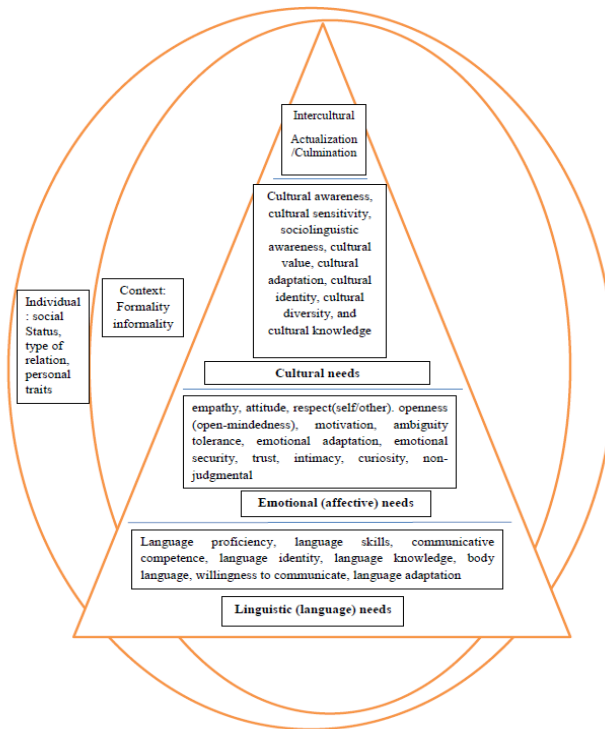 Intercultural
Actualization
/Culmination
Cultural awareness,
cultural sensitivity,
sociolinguistic
awareness, cultural
value, cultural
adaptation, cultural
identity, cultural
diversity, and
cultural knowledge
Individual
: social
Status,
type of
relation,
personal
traits
Context:
Formality
informality
Cultural needs
empathy, attitude, respect(self/other). openness
(open-mindedness), motivation, ambiguity
tolerance, emotional adaptation, emotional
security, trust, intimacy, curiosity, non-
judgmental
Emotional (affective) needs
Language proficiency, language skills, communicative
competence, language identity, language knowledge, body
language, willingness to communicate, language adaptation
Linguistic (language) needs